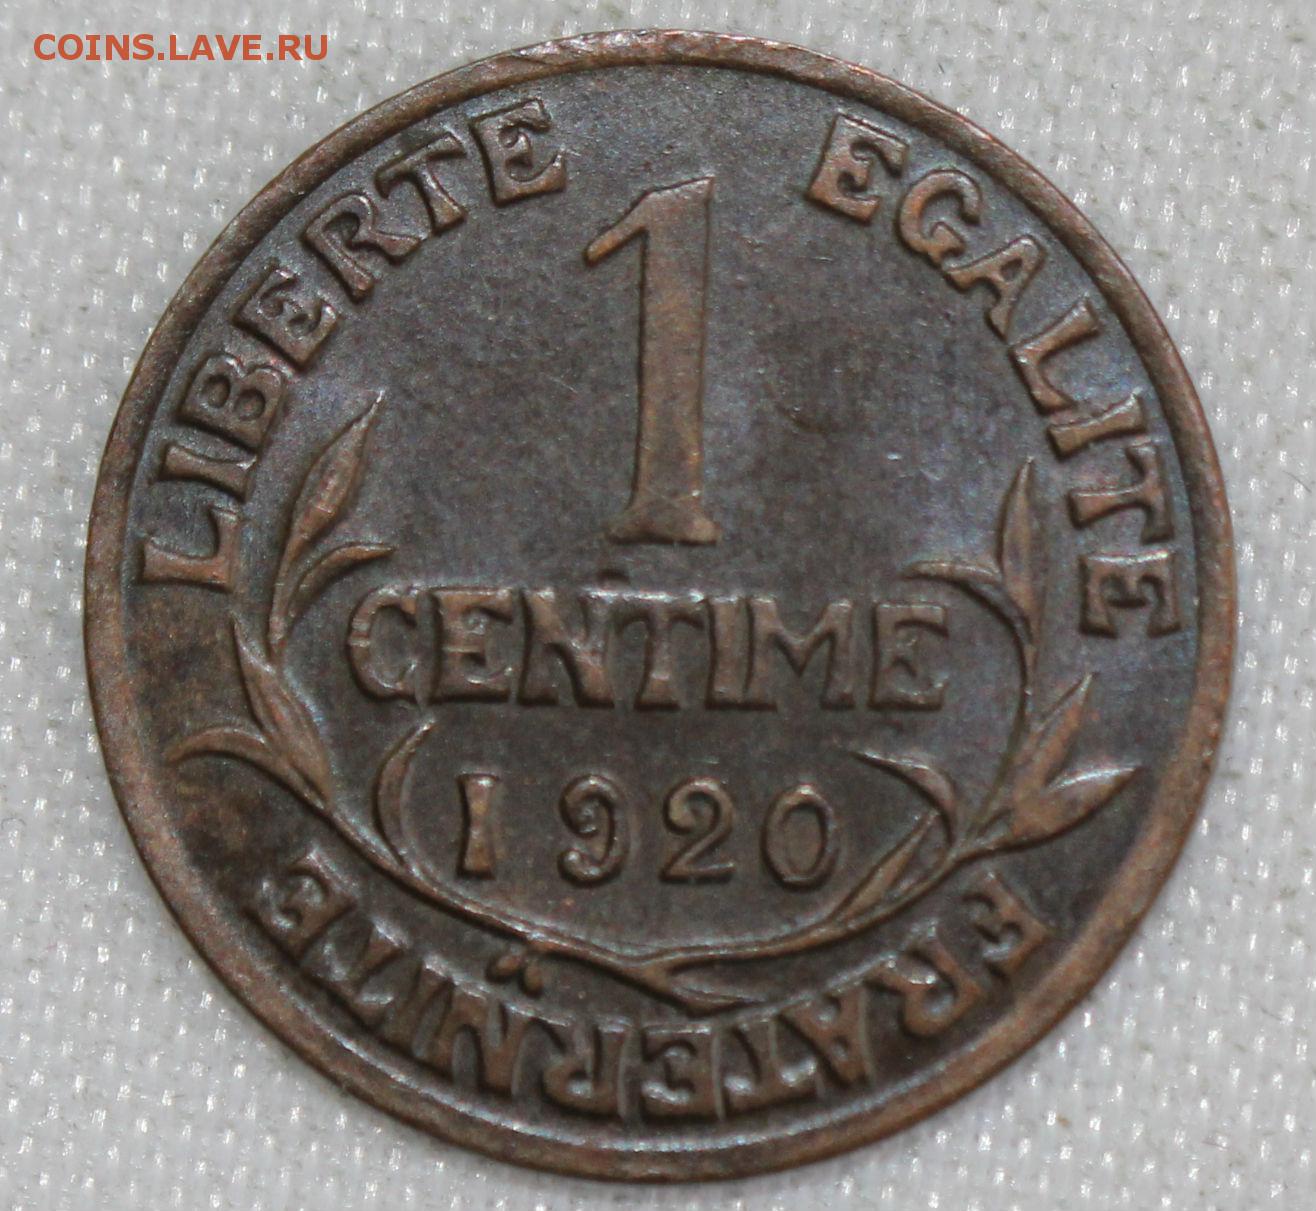 COINS.LAVE.RU
LIBERTE EGALITE
1
CENTIME
1920
FRATERNITE